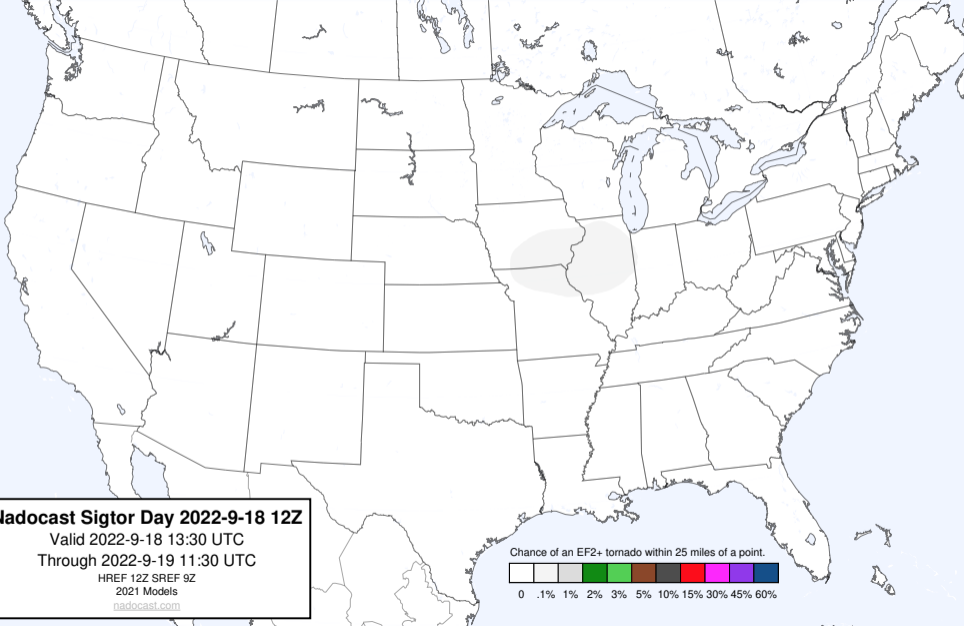 Nadocast Sigtor Day 2022-9-18 12Z
Valid 2022-9-18 13:30 UTC
Through 2022-9-19 11:30 UTC
HREF 12Z SREF 9Z
2021 Models
nadocast.com
Chance of an EF2+ tornado within 25 miles of a point.
0 .1% 1% 2% 3% 5% 10% 15% 30% 45% 60%